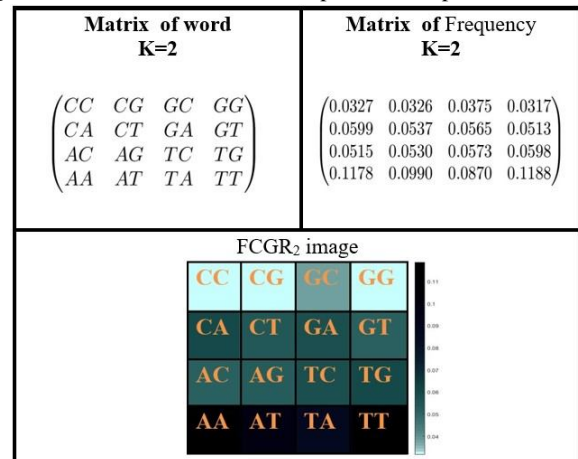 Matrix of word
K=2
CC CG GC GG
CA CT GA GT
AC AG TC TG
AA AT TA TT
Matrix of Frequency
K=2
0.0327 0.0326 0.0375 0.0317
0.0599 0.0537 0.0565 0.0513
0.0515 0.0530 0.0573 0.0598
0.1178 0.0990 0.0870 0.1188
FCGR₂ image
CC CG GC GG
CA CT GA GT
AC AG TC TG
AA AT TA TT
0.11
0.1
0.09
0.08
0.07
0.06
0.05
0.04